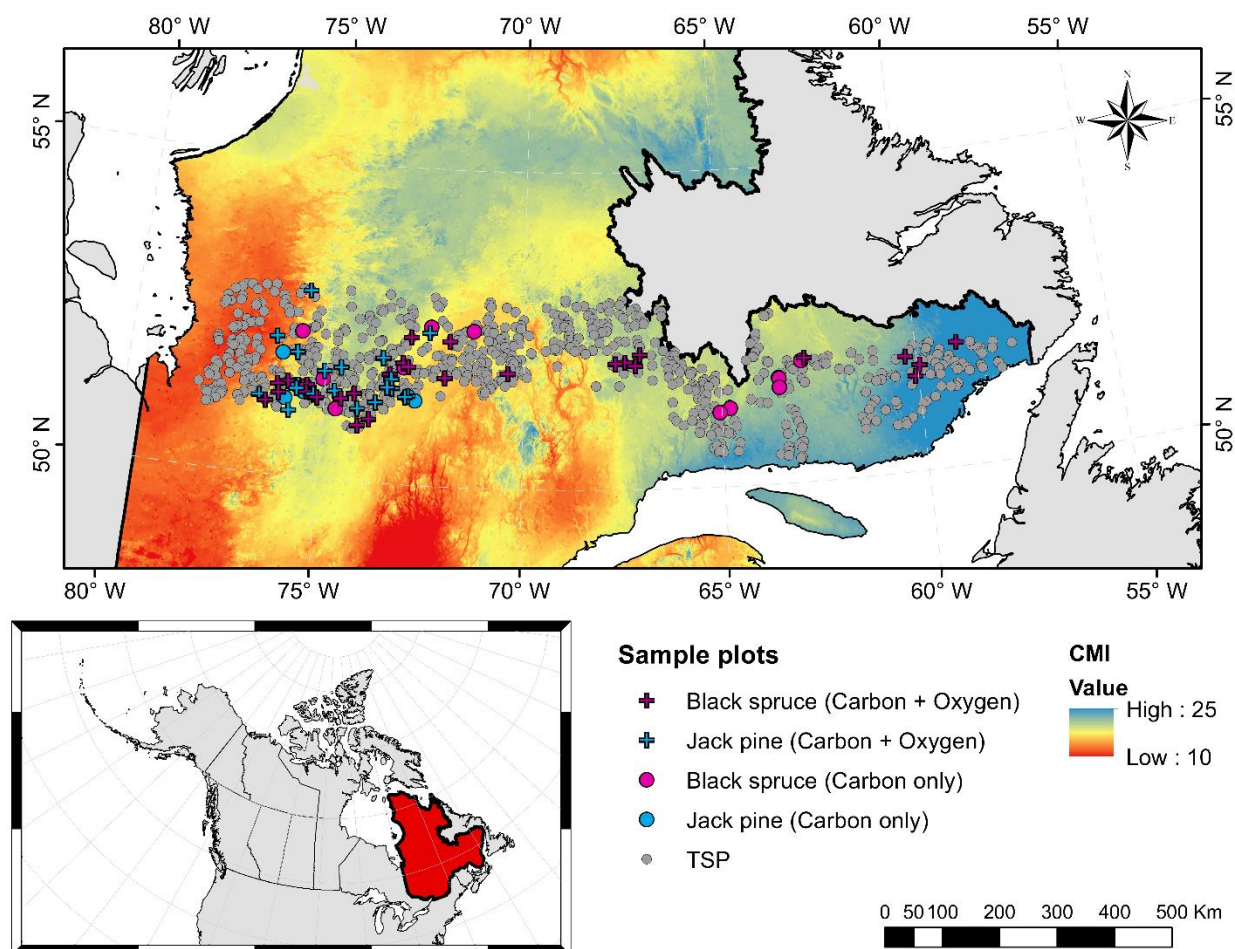 80° W 75° W 70° W 65° W 60° W 55° W
55° N 55° N
N
W E
S
50° N 50° N
80° W 75° W 70° W 65° W 60° W 55° W
Sample plots
Black spruce (Carbon + Oxygen)
Jack pine (Carbon + Oxygen)
Black spruce (Carbon only)
Jack pine (Carbon only)
TSP
CMI
Value
High : 25
Low : 10
0 50 100 200 300 400 500 Km